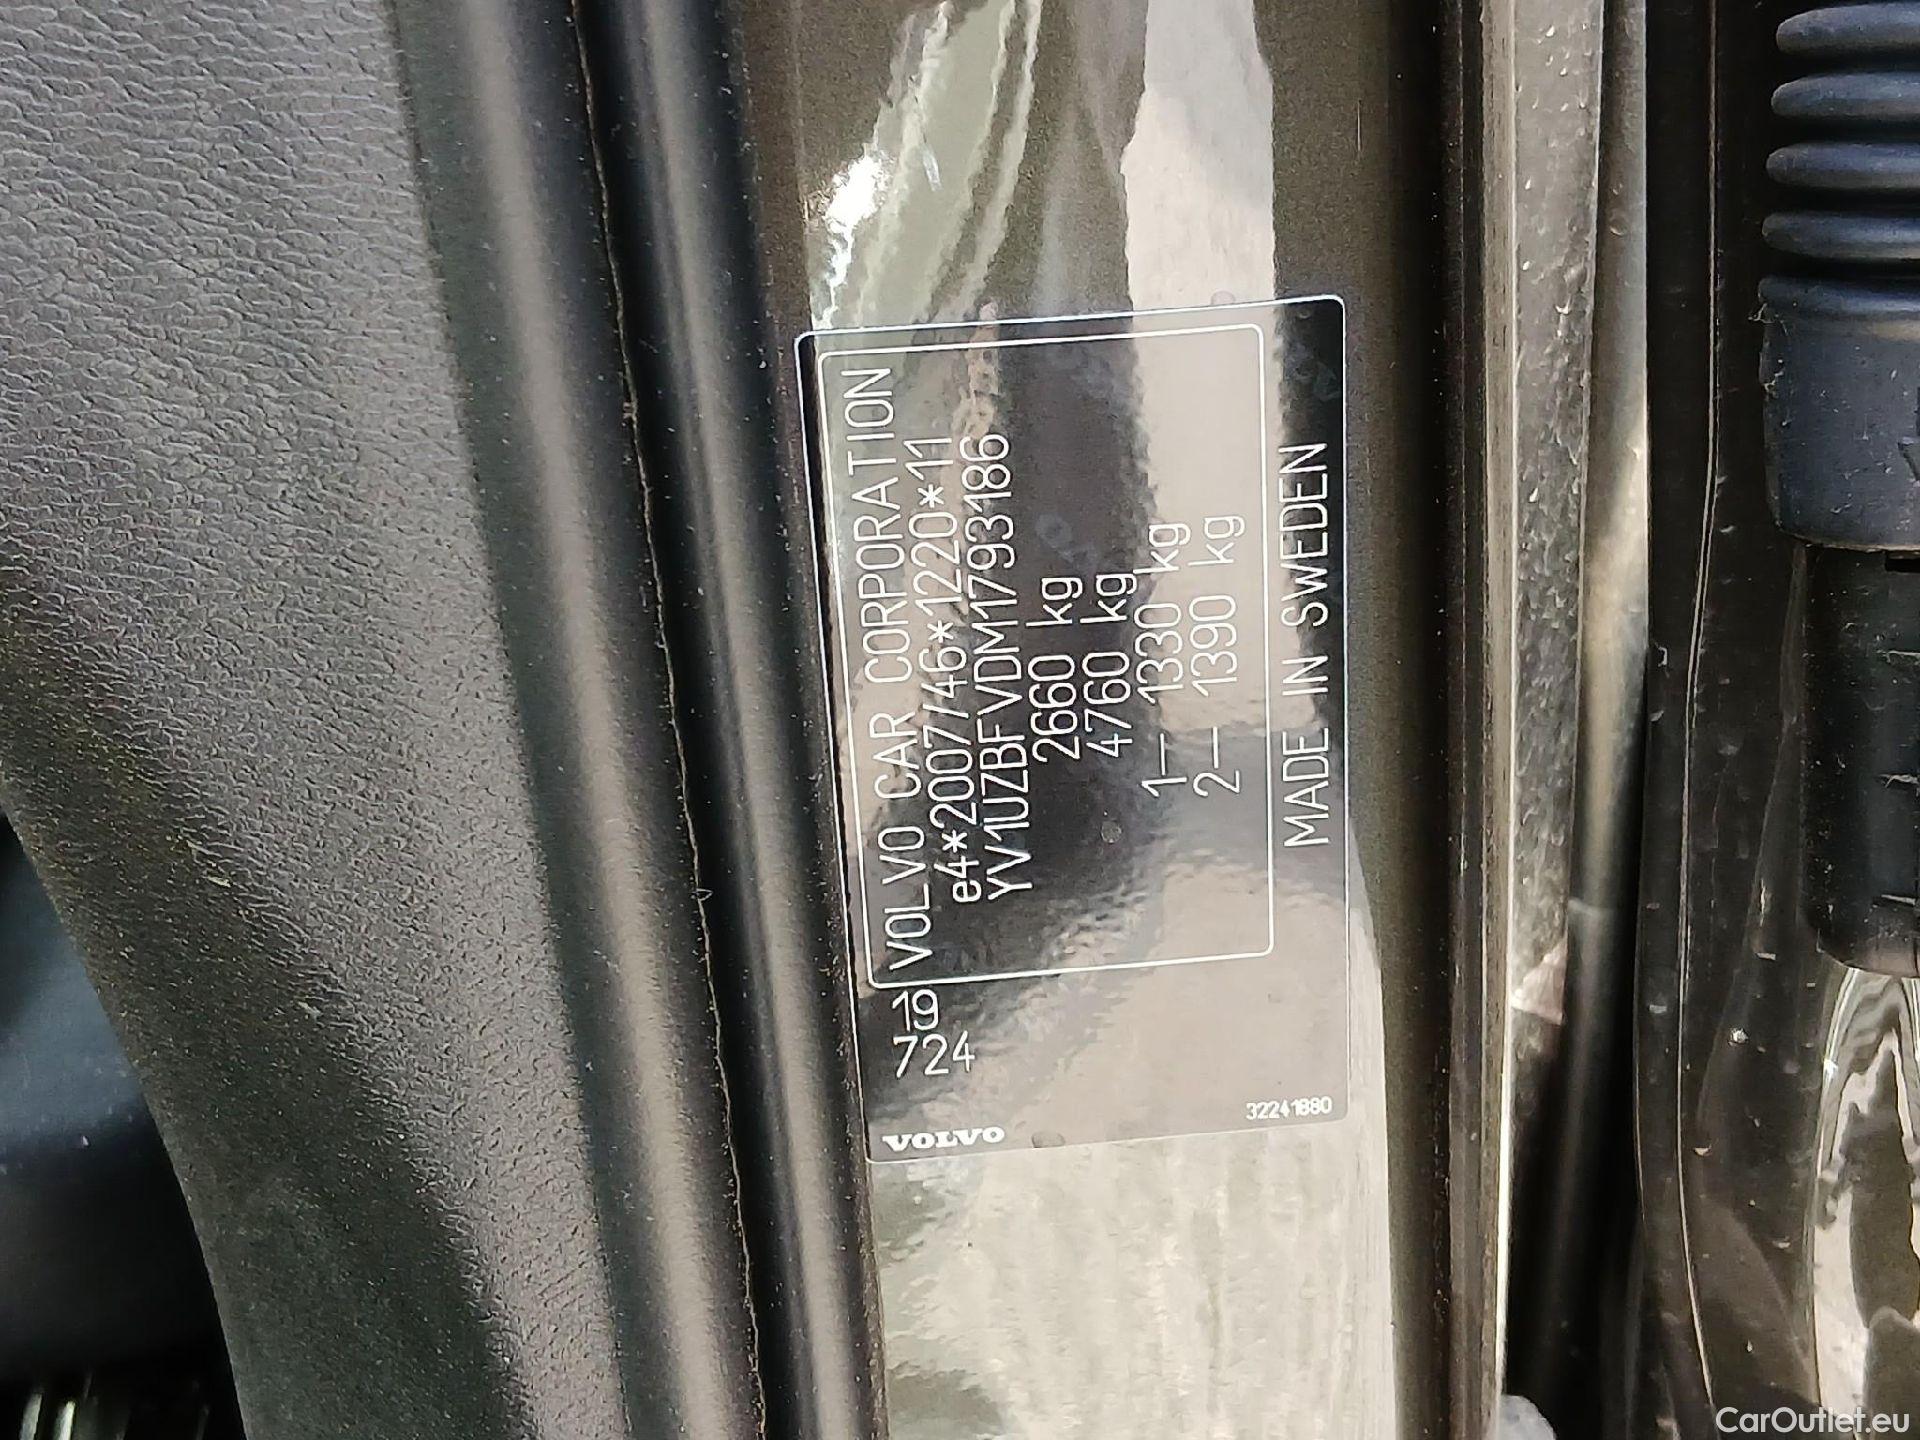 VOLVO CAR CORPORATION
e4*2007/46*1220*11
YV1UZBFVDM1793186
2660 kg
4760 kg
1– 1330 kg
2– 1390 kg
MADE IN SWEDEN
19
724
VOLVO
32241880
CarOutlet.eu